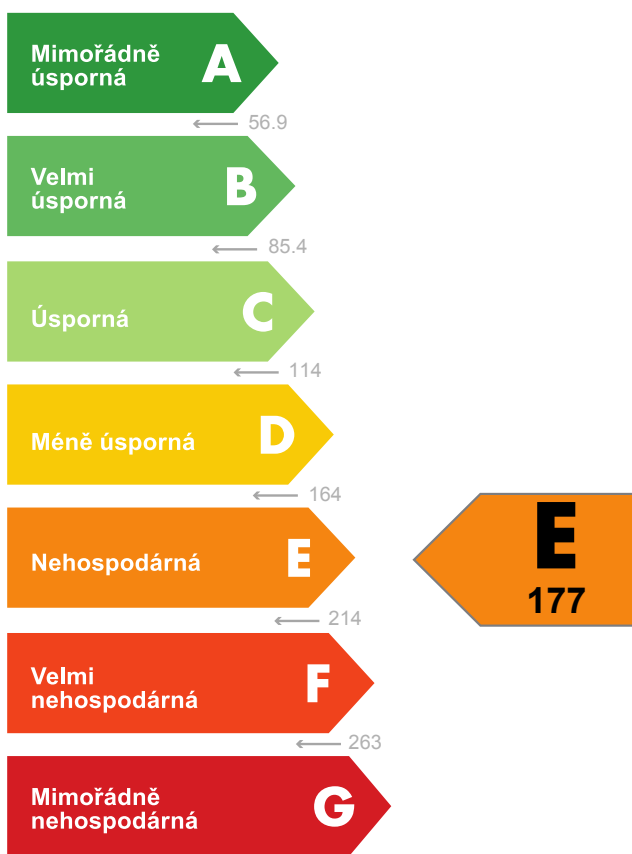 Mimořádně
úsporná
A
← 56.9
Velmi
úsporná
B
← 85.4
Úsporná
C
← 114
Méně úsporná
D
← 164
Nehospodárná
E
E
177
← 214
Velmi
nehospodárná
F
← 263
Mimořádně
nehospodárná
G